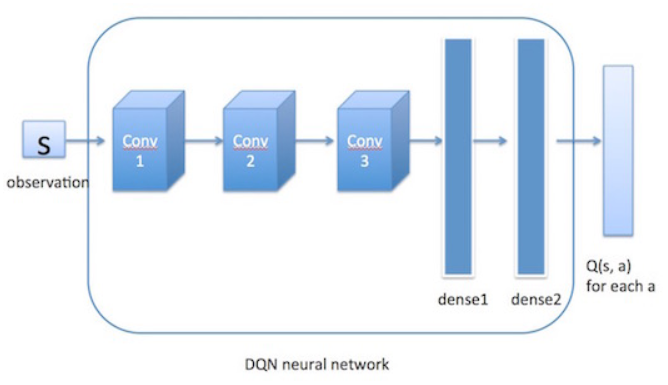 S
observation
Conv
1
Conv
2
Conv
3
dense1
dense2
Q(s, a)
for each a
DQN neural network